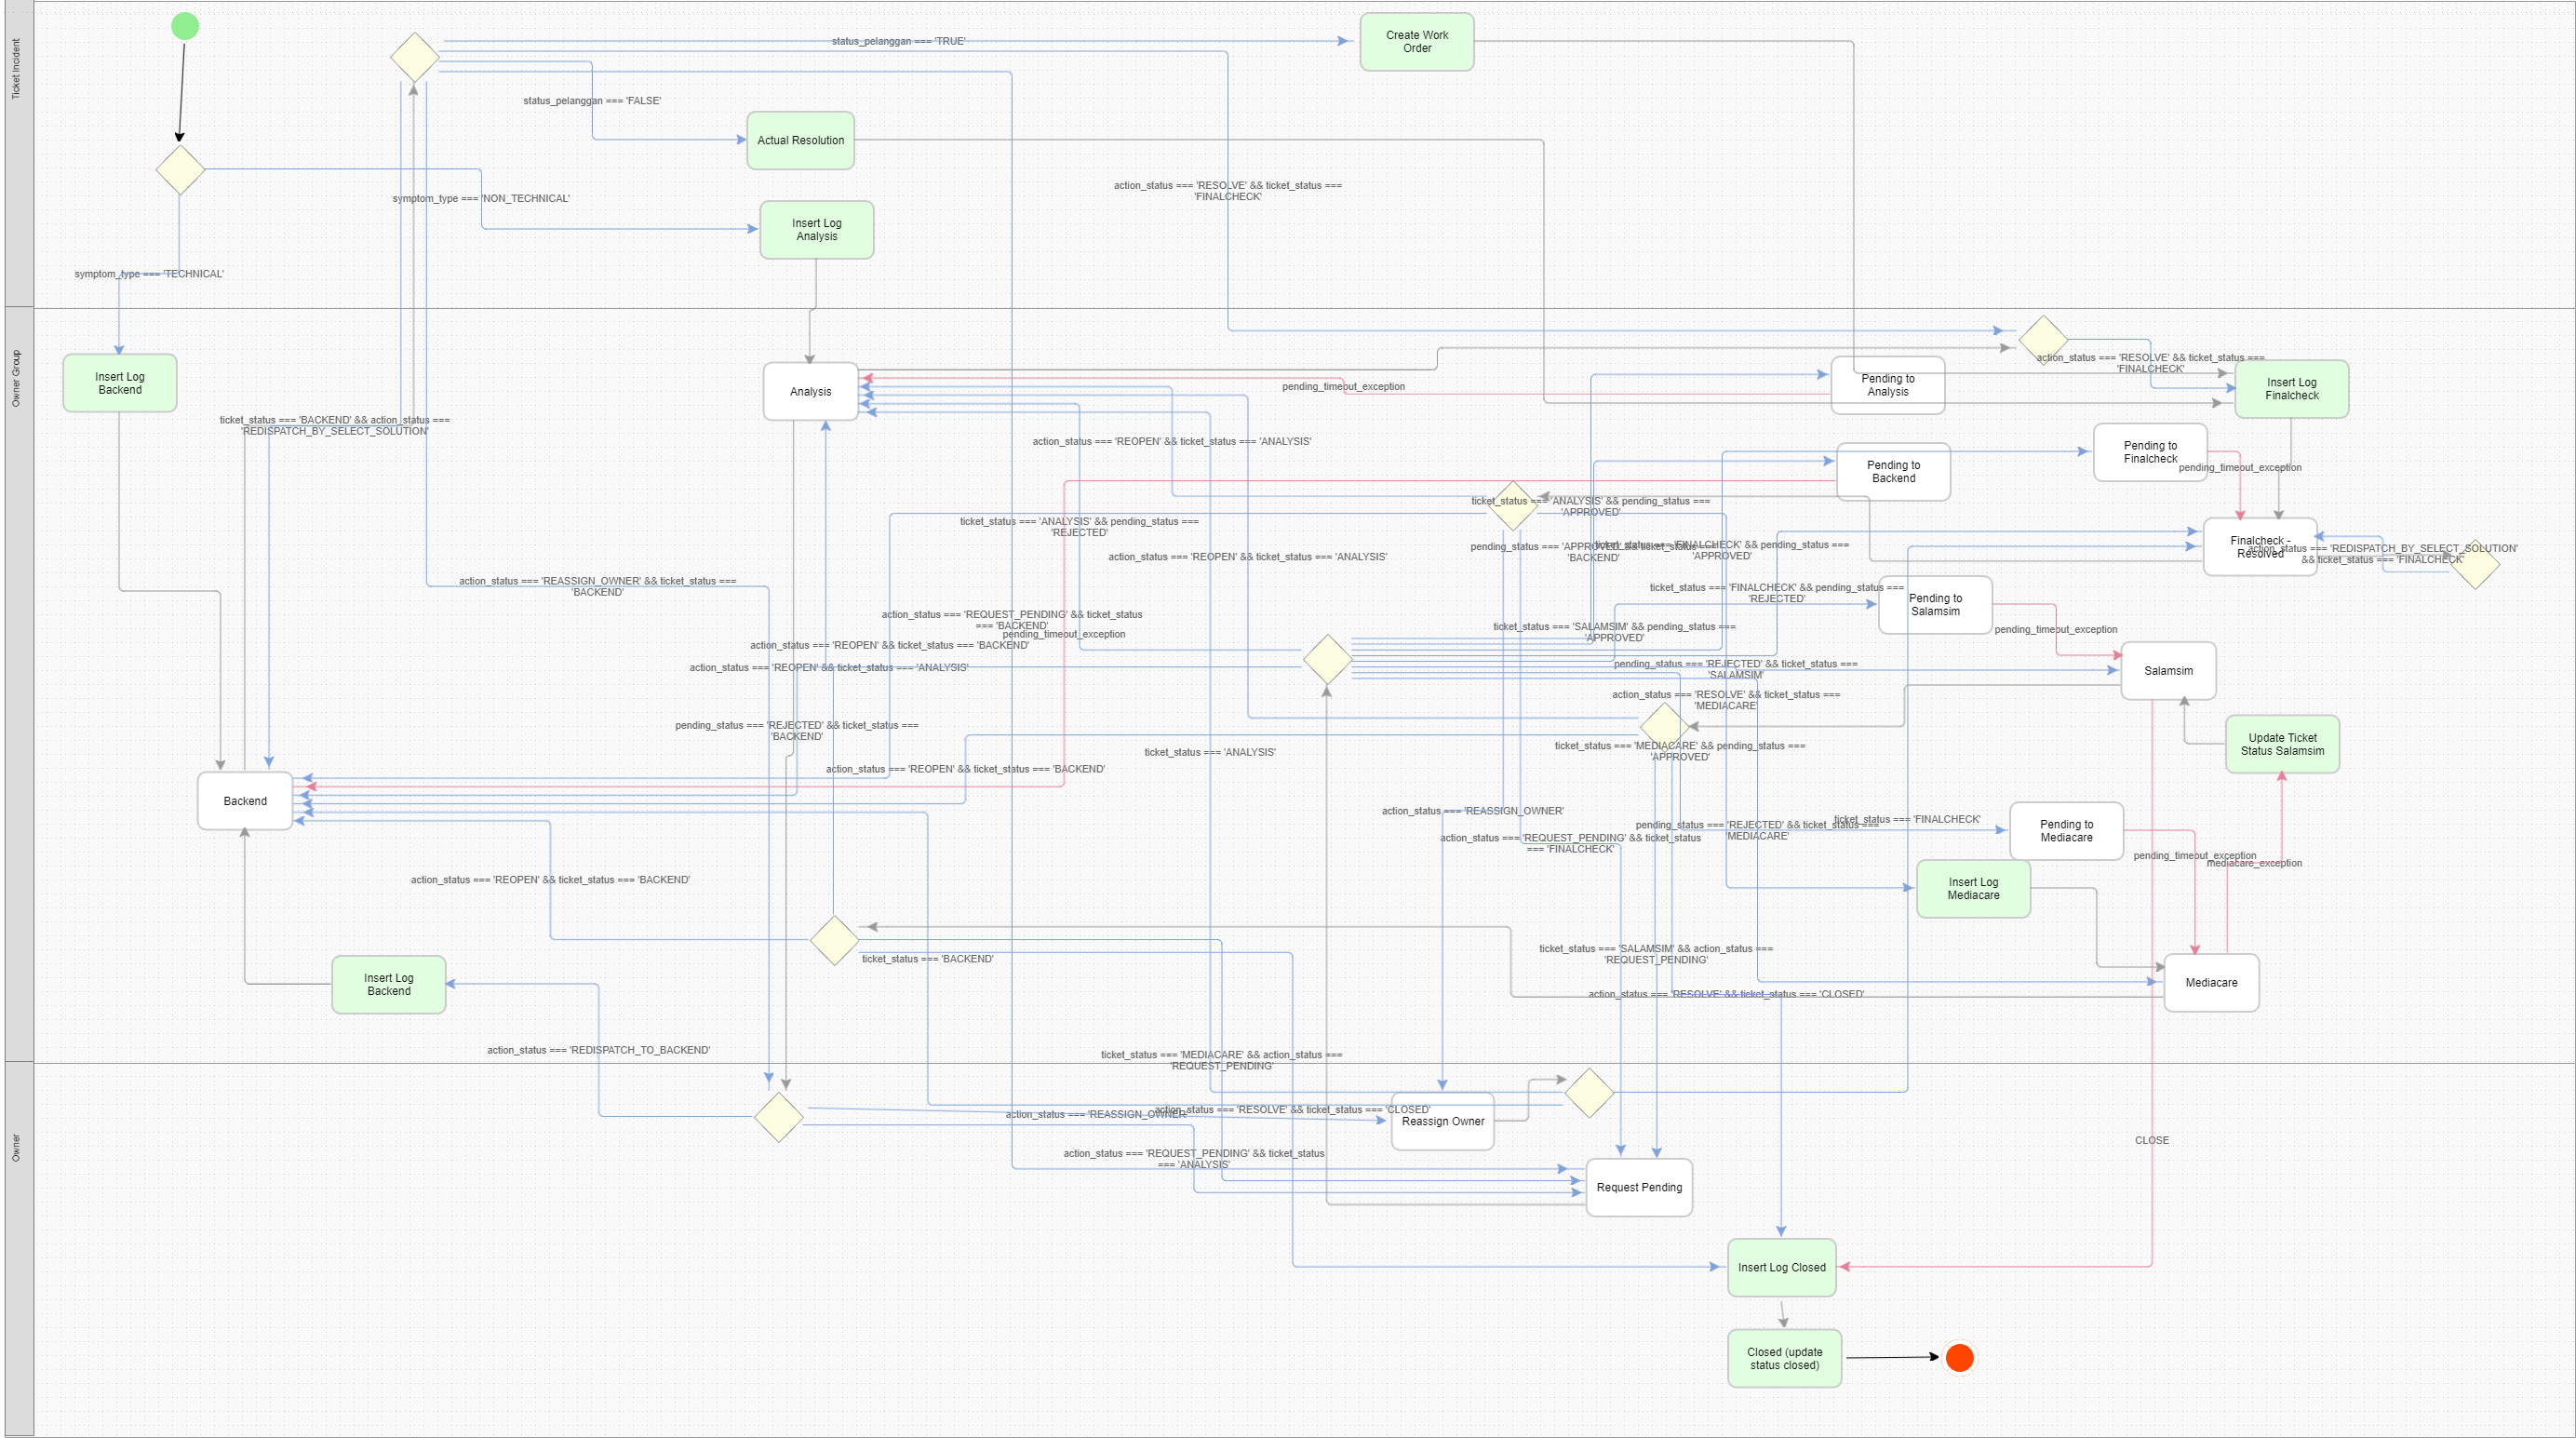 Ticket Incident
status_pelanggan === 'TRUE'
Create Work
Order
status_pelanggan === 'FALSE'
Actual Resolution
symptom_type === 'NON_TECHNICAL'
action_status === 'RESOLVE' && ticket_status ===
'FINALCHECK'
Insert Log
Analysis
symptom_type === 'TECHNICAL'
Owner Group
Insert Log
Backend
Analysis
pending_timeout_exception
Pending to
Analysis
action_status === 'RESOLVE' && ticket_status ===
'FINALCHECK'
Insert Log
Finalcheck
ticket_status === 'BACKEND' && action_status ===
'REDISPATCH_BY_SELECT_SOLUTION'
action_status === 'REOPEN' && ticket_status === 'ANALYSIS'
Pending to
Finalcheck
pending_timeout_exception
Pending to
Backend
ticket_status === 'ANALYSIS' && pending_status ===
'APPROVED'
ticket_status === 'ANALYSIS' && pending_status ===
'REJECTED'
action_status === 'REOPEN' && ticket_status === 'ANALYSIS'
pending_status === 'APPROVED' && ticket_status ===
'BACKEND'
ticket_status === 'FINALCHECK' && pending_status ===
'APPROVED'
Finalcheck -
Resolved
action_status === 'REDISPATCH_BY_SELECT_SOLUTION'
&& ticket_status === 'FINALCHECK'
action_status === 'REASSIGN_OWNER' && ticket_status ===
'BACKEND'
ticket_status === 'FINALCHECK' && pending_status ===
'REJECTED'
Pending to
Salamsim
action_status === 'REQUEST_PENDING' && ticket_status
=== 'BACKEND'
pending_timeout_exception
ticket_status === 'SALAMSIM' && pending_status ===
'APPROVED'
pending_timeout_exception
action_status === 'REOPEN' && ticket_status === 'BACKEND'
action_status === 'REOPEN' && ticket_status === 'ANALYSIS'
pending_status === 'REJECTED' && ticket_status ===
'SALAMSIM'
Salamsim
action_status === 'RESOLVE' && ticket_status ===
'MEDIACARE'
pending_status === 'REJECTED' && ticket_status ===
'BACKEND'
ticket_status === 'ANALYSIS'
ticket_status === 'MEDIACARE' && pending_status ===
'APPROVED'
Update Ticket
Status Salamsim
action_status === 'REOPEN' && ticket_status === 'BACKEND'
Backend
action_status === 'REASSIGN_OWNER'
pending_status === 'REJECTED' && ticket_status ===
'MEDIACARE'
ticket_status === 'FINALCHECK'
action_status === 'REQUEST_PENDING' && ticket_status
=== 'FINALCHECK'
Pending to
Mediacare
pending_timeout_exception
mediacare_exception
action_status === 'REOPEN' && ticket_status === 'BACKEND'
Insert Log
Mediacare
ticket_status === 'BACKEND'
ticket_status === 'SALAMSIM' && action_status ===
'REQUEST_PENDING'
Insert Log
Backend
Mediacare
action_status === 'RESOLVE' && ticket_status === 'CLOSED'
action_status === 'REDISPATCH_TO_BACKEND'
ticket_status === 'MEDIACARE' && action_status ===
'REQUEST_PENDING'
Owner
action_status === 'REASSIGN_OWNER'
action_status === 'RESOLVE' && ticket_status === 'CLOSED'
Reassign Owner
CLOSE
action_status === 'REQUEST_PENDING' && ticket_status
=== 'ANALYSIS'
Request Pending
Insert Log Closed
Closed (update
status closed)